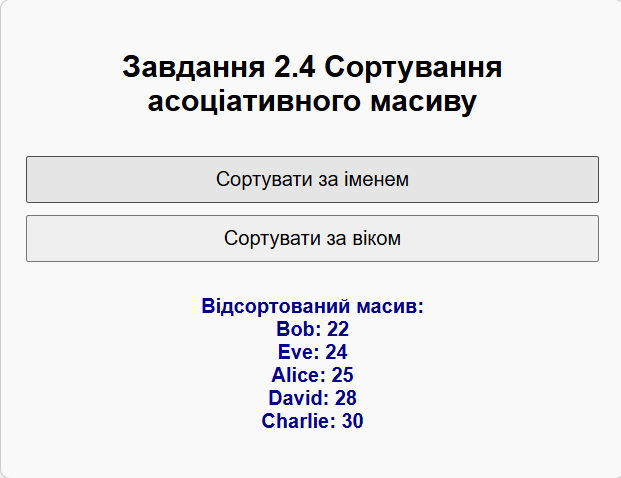 Завдання 2.4 Сортування
асоціативного масиву
Сортувати за іменем
Сортувати за віком
Відсортований масив:
Bob: 22
Eve: 24
Alice: 25
David: 28
Charlie: 30